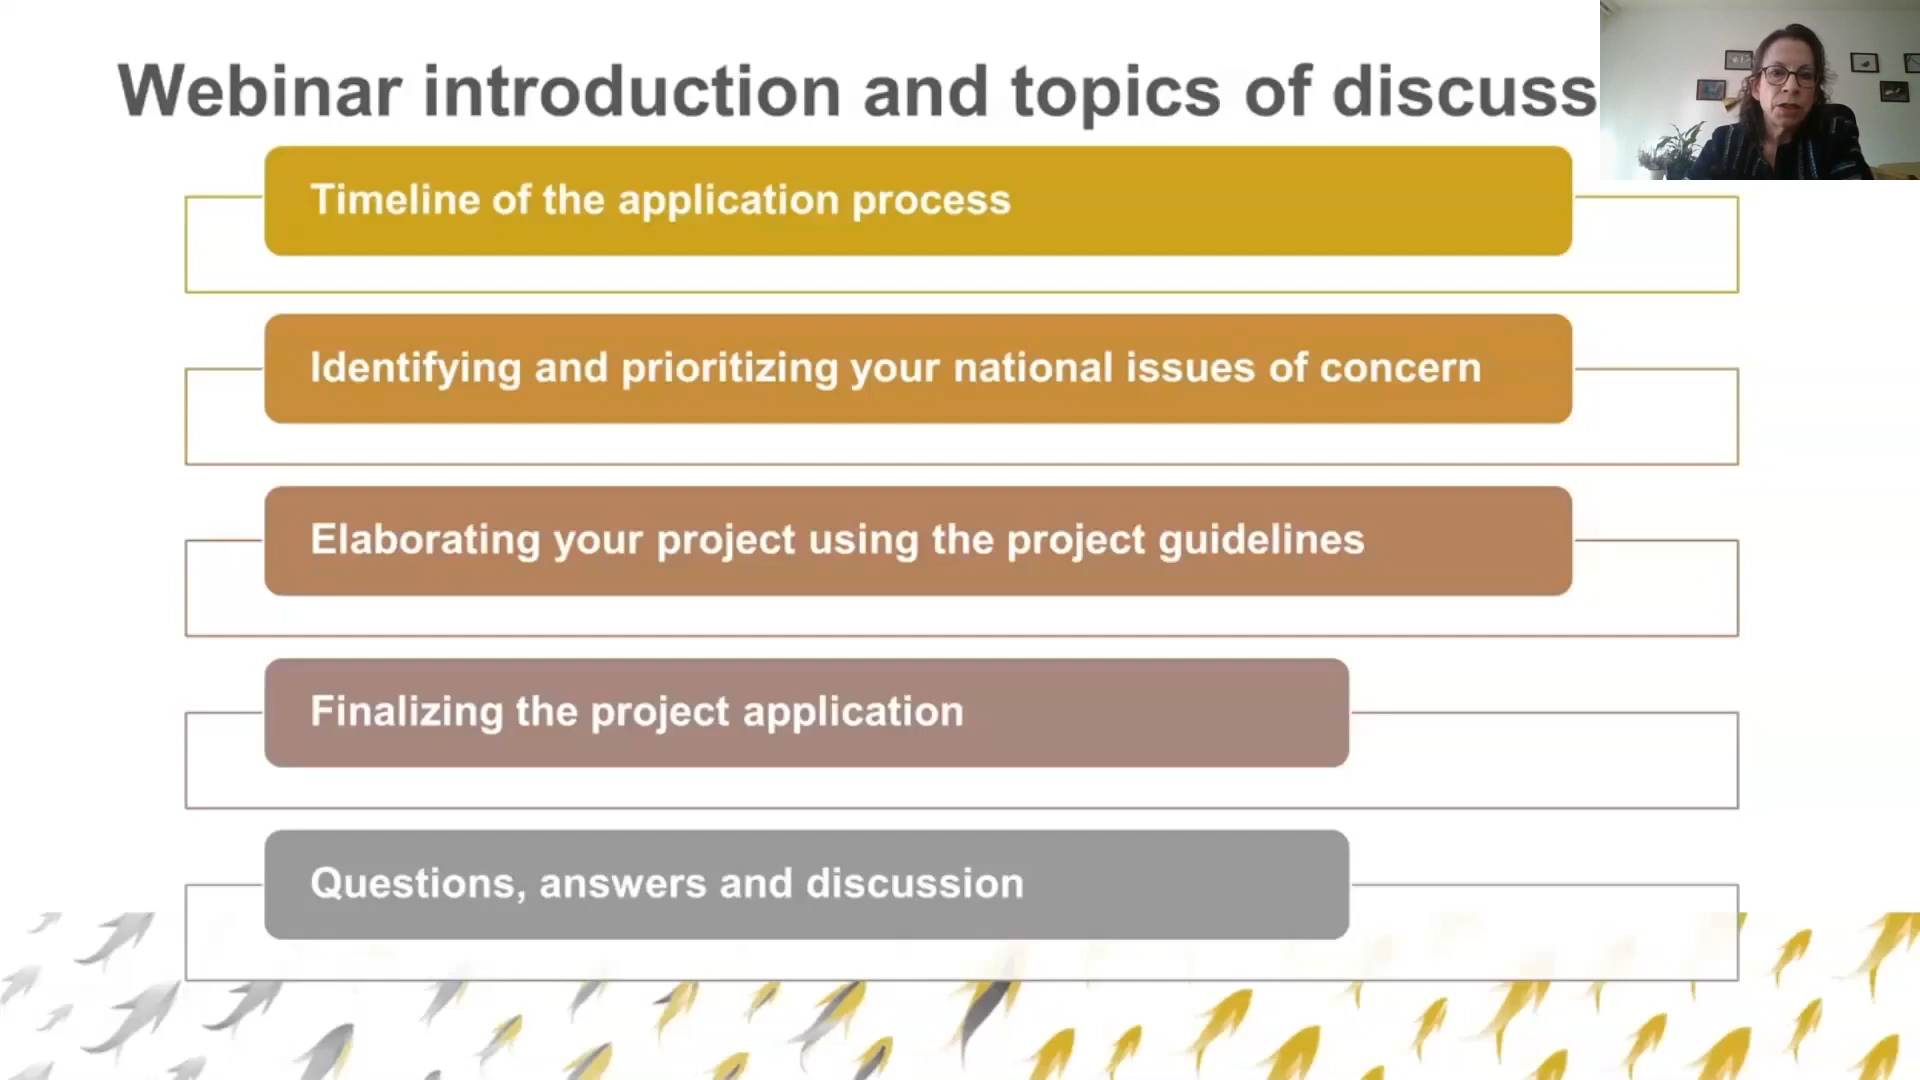 Webinar introduction and topics of discuss
Timeline of the application process
Identifying and prioritizing your national issues of concern
Elaborating your project using the project guidelines
Finalizing the project application
Questions, answers and discussion